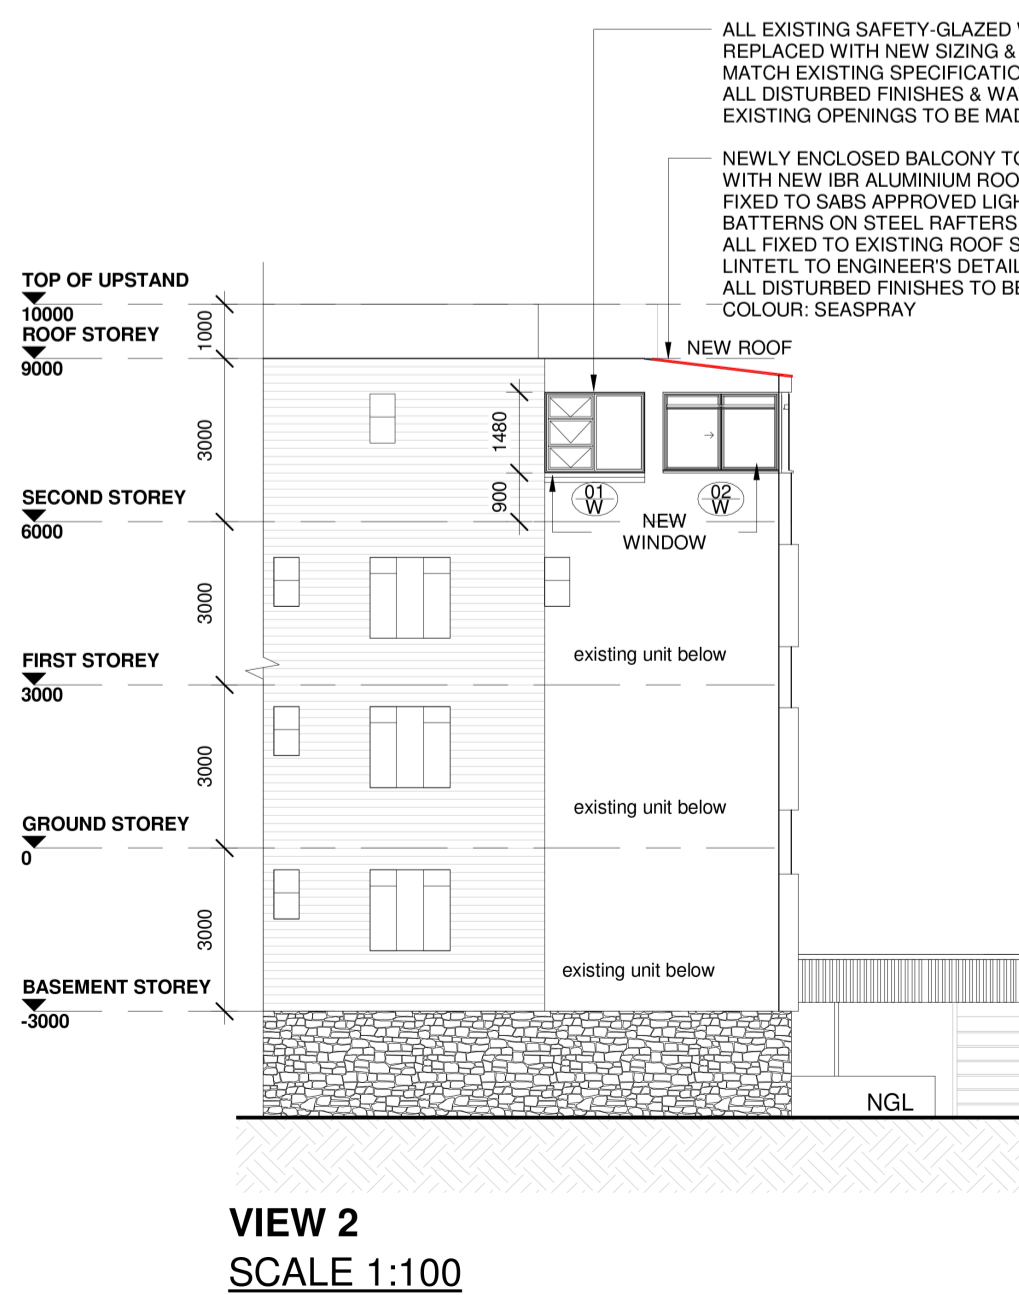 ALL EXISTING SAFETY-GLAZED
REPLACED WITH NEW SIZING &
MATCH EXISTING
ALL DISTURBED FINISHES &
EXISTING OPENINGS TO BE
NEWLY ENCLOSED BALCONY
WITH NEW IBR ALUMINIUM
FIXED TO SABS APPROVED
BATTERNS ON STEEL RAFTERS
ALL FIXED TO EXISTING ROOF
LINTETL TO ENGINEER'S
ALL DISTURBED FINISHES TO
COLOUR: SEASPRAY
TOP OF UPSTAND
10000
1000
ROOF STOREY
9000
NEW ROOF
3000
1480
900
01
W
02
W
NEW
WINDOW
SECOND STOREY
6000
3000
existing unit below
FIRST STOREY
3000
3000
existing unit below
GROUND STOREY
0
3000
existing unit below
BASEMENT STOREY
-3000
NGL
VIEW 2
SCALE 1:100